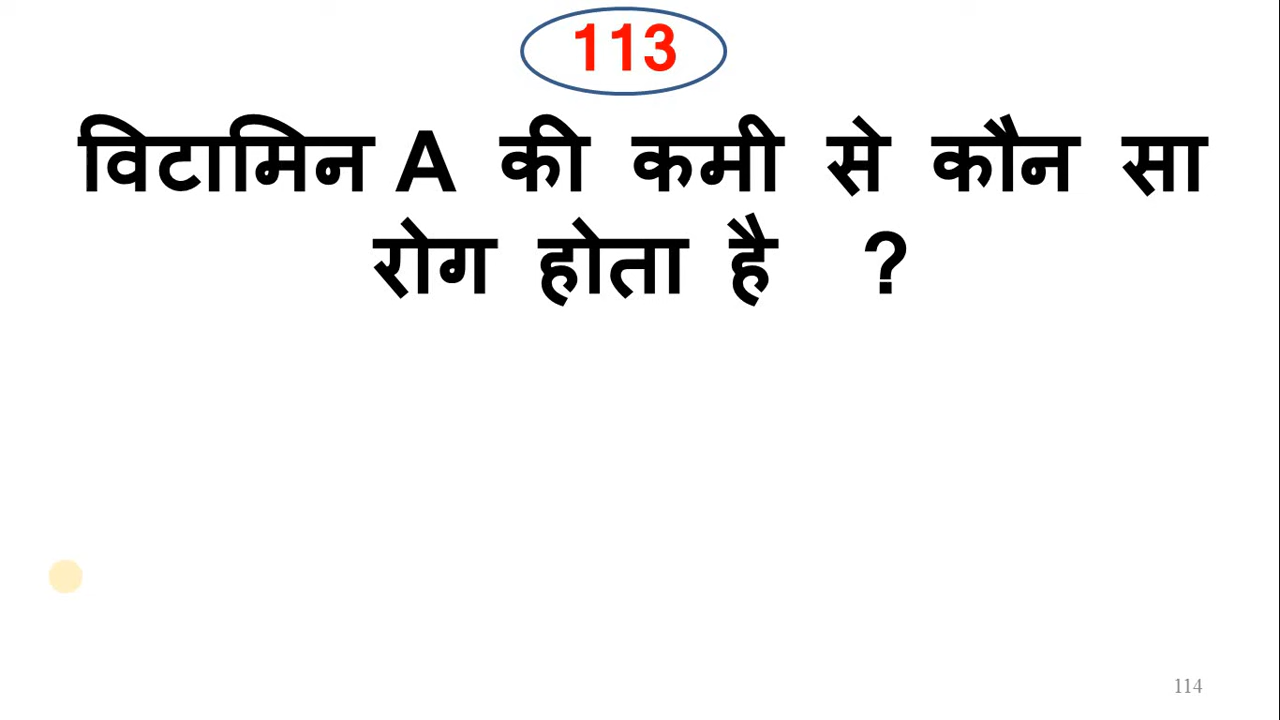 113
विटामिन A की कमी से कौन सा
रोग होता है ?
114